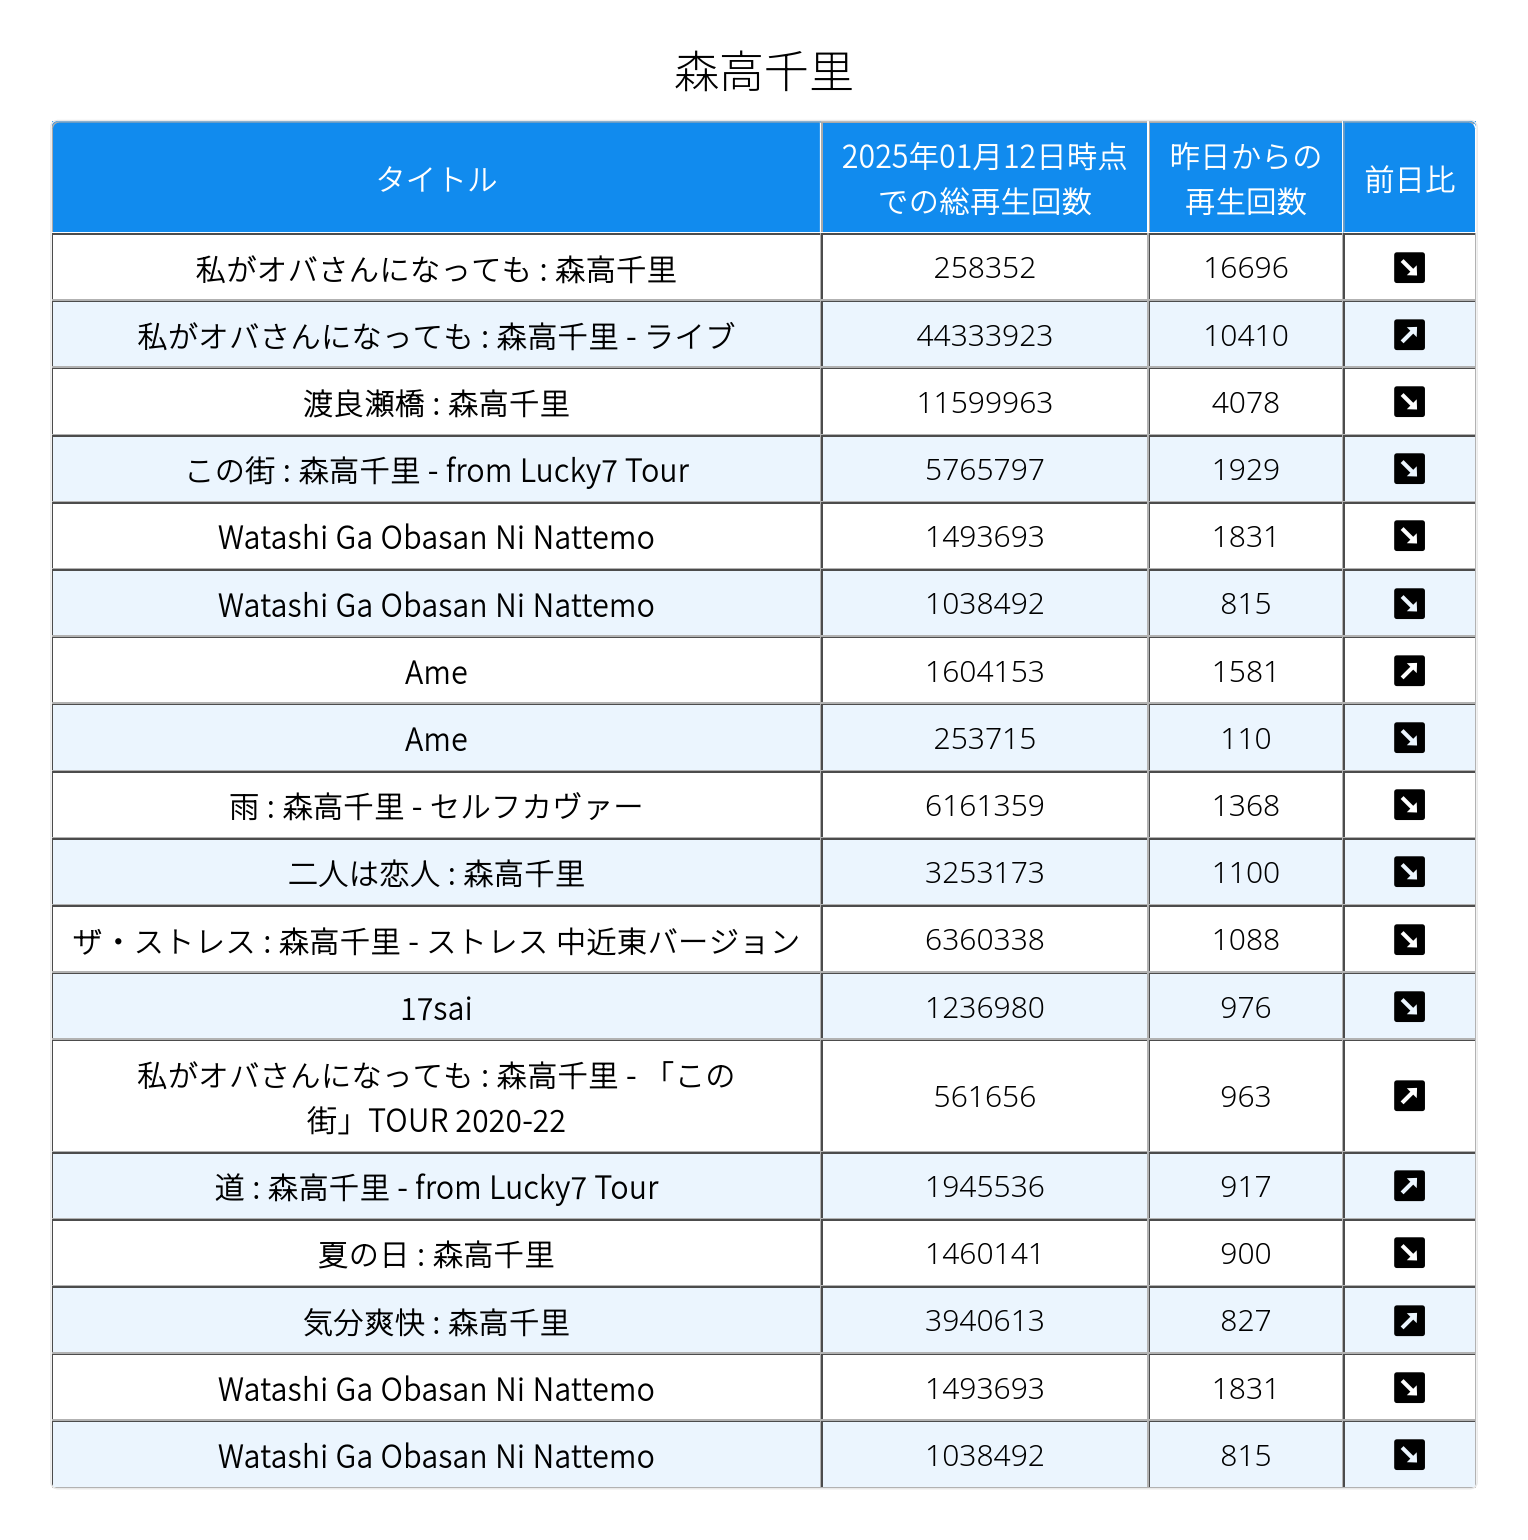 森高千里
タイトル 2025年01月12日時点での総再生回数 昨日からの再生回数 前日比
私がオバさんになっても : 森高千里 258352 16696 ↘
私がオバさんになっても : 森高千里 - ライブ 44333923 10410 ↗
渡良瀬橋 : 森高千里 11599963 4078 ↘
この街 : 森高千里 - from Lucky7 Tour 5765797 1929 ↘
Watashi Ga Obasan Ni Nattemo 1493693 1831 ↘
Watashi Ga Obasan Ni Nattemo 1038492 815 ↘
Ame 1604153 1581 ↗
Ame 253715 110 ↘
雨 : 森高千里 - セルフカヴァー 6161359 1368 ↘
二人は恋人 : 森高千里 3253173 1100 ↘
ザ・ストレス : 森高千里 - ストレス 中近東バージョン 6360338 1088 ↘
17sai 1236980 976 ↘
私がオバさんになっても : 森高千里 - 「この街」TOUR 2020-22 561656 963 ↗
道 : 森高千里 - from Lucky7 Tour 1945536 917 ↗
夏の日 : 森高千里 1460141 900 ↘
気分爽快 : 森高千里 3940613 827 ↗
Watashi Ga Obasan Ni Nattemo 1493693 1831 ↘
Watashi Ga Obasan Ni Nattemo 1038492 815 ↘